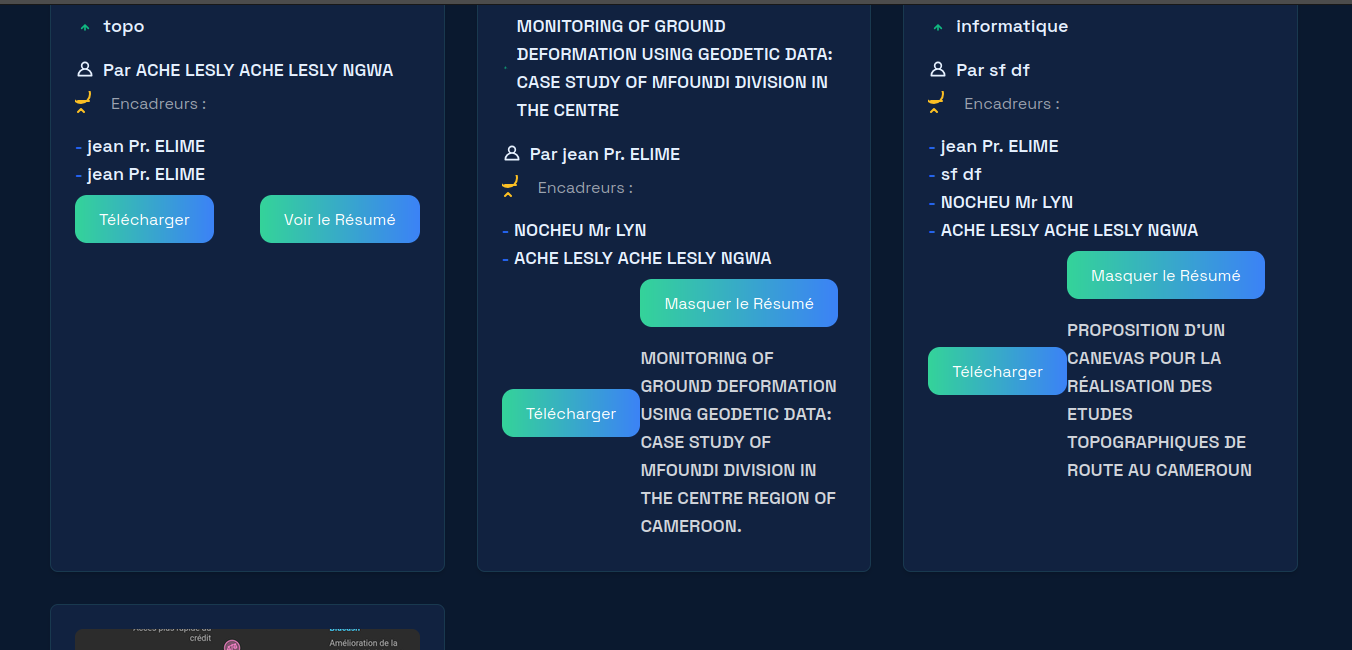 topo
Par ACHE LESLY ACHE LESLY NGWA
Encadreurs :
- jean Pr. ELIME
- jean Pr. ELIME
Télécharger
Voir le Résumé
MONITORING OF GROUND
DEFORMATION USING GEODETIC DATA:
CASE STUDY OF MFOUNDI DIVISION IN
THE CENTRE
Par jean Pr. ELIME
Encadreurs :
- NOCHEU Mr LYN
- ACHE LESLY ACHE LESLY NGWA
Masquer le Résumé
Télécharger
MONITORING OF
GROUND DEFORMATION
USING GEODETIC DATA:
CASE STUDY OF
MFOUNDI DIVISION IN
THE CENTRE REGION OF
CAMEROON.
informatique
Par sf df
Encadreurs :
- jean Pr. ELIME
- sf df
- NOCHEU Mr LYN
- ACHE LESLY ACHE LESLY NGWA
Masquer le Résumé
Télécharger
PROPOSITION D'UN
CANEVAS POUR LA
RÉALISATION DES
ETUDES
TOPOGRAPHIQUES DE
ROUTE AU CAMEROUN
crédit
Amélioration de la